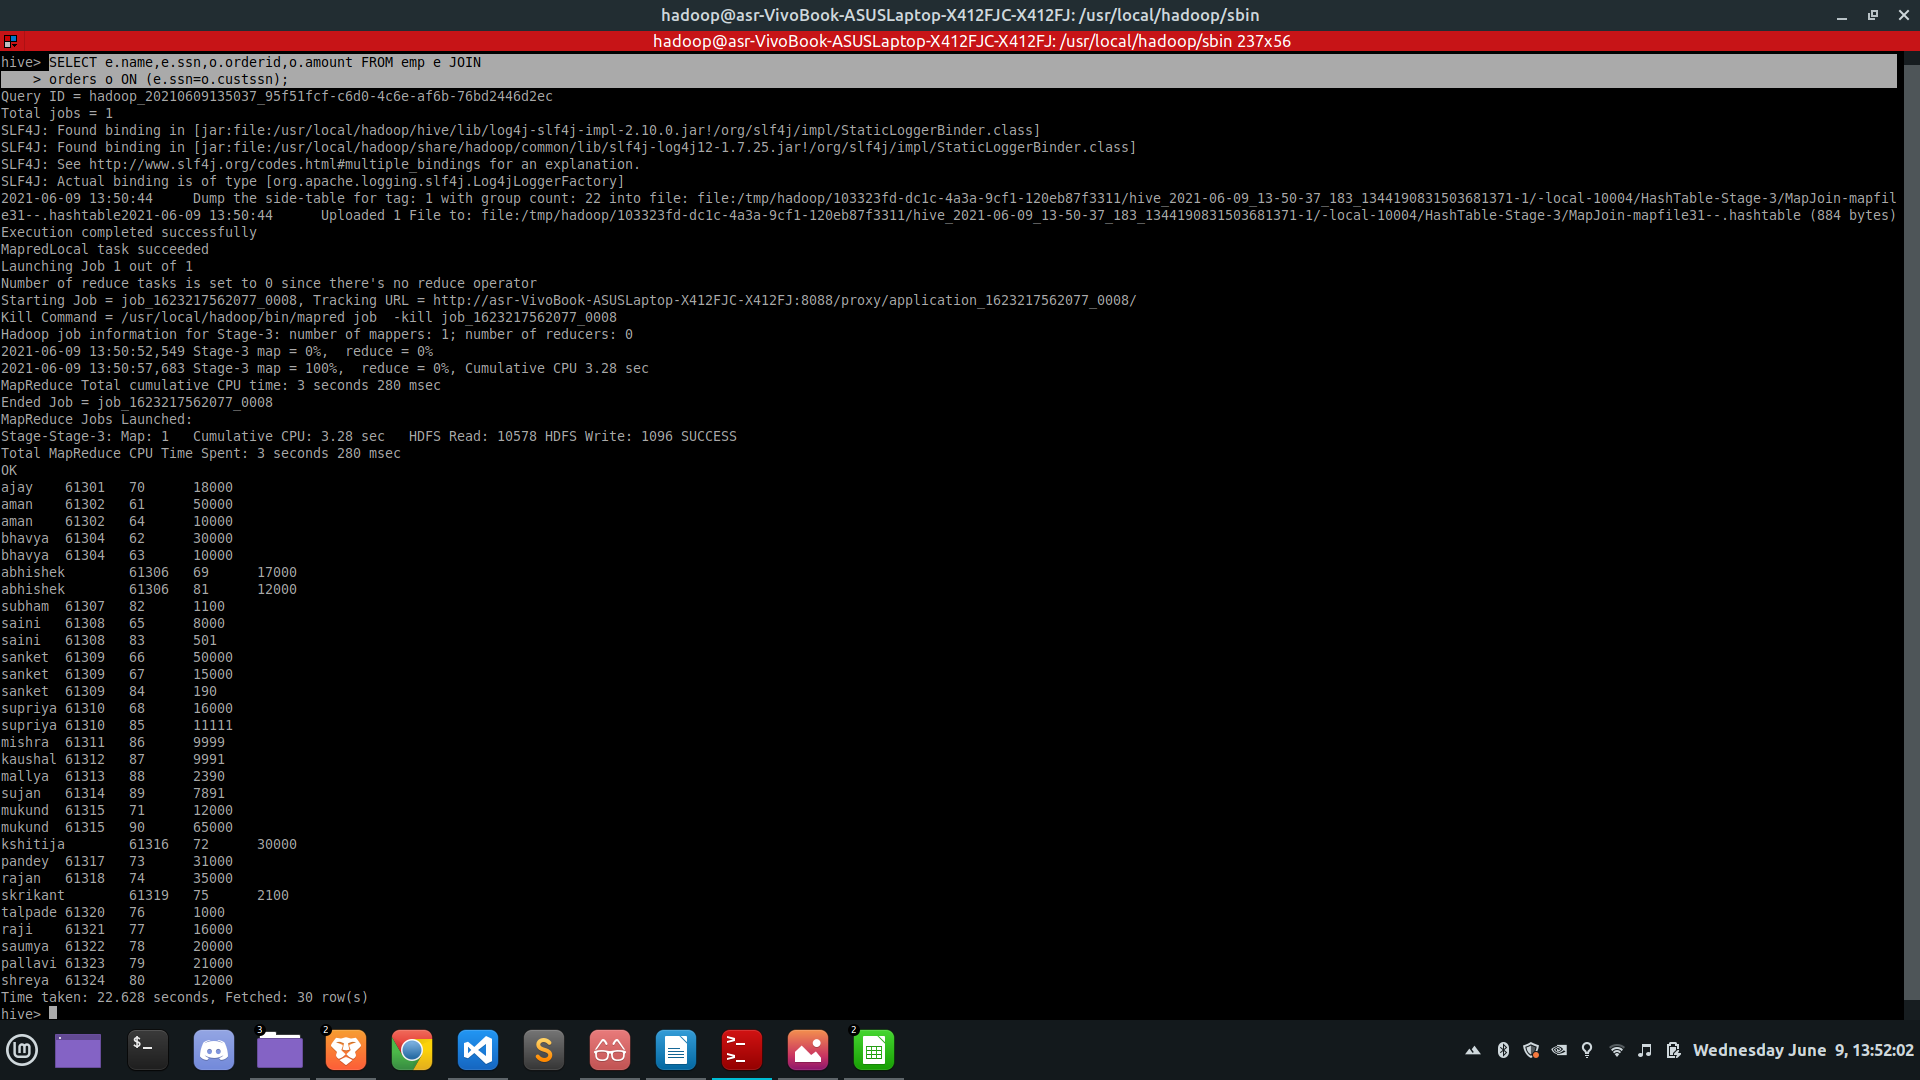 hadoop@asr-VivoBook-ASUSLaptop-X412FJC-X412FJ: /usr/local/hadoop/sbin
hadoop@asr-VivoBook-ASUSLaptop-X412FJC-X412FJ: /usr/local/hadoop/sbin 237x56
hive> SELECT e.name,e.ssn,o.orderid,o.amount FROM emp e JOIN
    > orders o ON (e.ssn=o.custssn);
Query ID = hadoop_20210609135037_95f51fcf-c6d0-4c6e-af6b-76bd2446d2ec
Total jobs = 1
SLF4J: Found binding in [jar:file:/usr/local/hadoop/hive/lib/log4j-slf4j-impl-2.10.0.jar!/org/slf4j/impl/StaticLoggerBinder.class]
SLF4J: Found binding in [jar:file:/usr/local/hadoop/share/hadoop/common/lib/slf4j-log4j12-1.7.25.jar!/org/slf4j/impl/StaticLoggerBinder.class]
SLF4J: See http://www.slf4j.org/codes.html#multiple_bindings for an explanation.
SLF4J: Actual binding is of type [org.apache.logging.slf4j.Log4jLoggerFactory]
2021-06-09 13:50:44     Dump the side-table for tag: 1 with group count: 22 into file: file:/tmp/hadoop/103323fd-dc1c-4a3a-9cf1-120eb87f3311/hive_2021-06-09_13-50-37_183_1344190831503681371-1/-local-10004/HashTable-Stage-3/MapJoin-mapfil
e31--.hashtable2021-06-09 13:50:44      Uploaded 1 File to: file:/tmp/hadoop/103323fd-dc1c-4a3a-9cf1-120eb87f3311/hive_2021-06-09_13-50-37_183_1344190831503681371-1/-local-10004/HashTable-Stage-3/MapJoin-mapfile31--.hashtable (884 bytes)
Execution completed successfully
MapredLocal task succeeded
Launching Job 1 out of 1
Number of reduce tasks is set to 0 since there's no reduce operator
Starting Job = job_1623217562077_0008, Tracking URL = http://asr-VivoBook-ASUSLaptop-X412FJC-X412FJ:8088/proxy/application_1623217562077_0008/
Kill Command = /usr/local/hadoop/bin/mapred job  -kill job_1623217562077_0008
Hadoop job information for Stage-3: number of mappers: 1; number of reducers: 0
2021-06-09 13:50:52,549 Stage-3 map = 0%,  reduce = 0%
2021-06-09 13:50:57,683 Stage-3 map = 100%,  reduce = 0%, Cumulative CPU 3.28 sec
MapReduce Total cumulative CPU time: 3 seconds 280 msec
Ended Job = job_1623217562077_0008
MapReduce Jobs Launched:
Stage-Stage-3: Map: 1   Cumulative CPU: 3.28 sec   HDFS Read: 10578 HDFS Write: 1096 SUCCESS
Total MapReduce CPU Time Spent: 3 seconds 280 msec
OK
ajay    61301   70      18000
aman    61302   61      50000
aman    61302   64      10000
bhavya  61304   62      30000
bhavya  61304   63      10000
abhishek        61306   69      17000
abhishek        61306   81      12000
subham  61307   82      1100
saini   61308   65      8000
saini   61308   83      501
sanket  61309   66      50000
sanket  61309   67      15000
sanket  61309   84      190
supriya 61310   68      16000
supriya 61310   85      11111
mishra  61311   86      9999
kaushal 61312   87      9991
mallya  61313   88      2390
sujan   61314   89      7891
mukund  61315   71      12000
mukund  61315   90      65000
kshitija        61316   72      30000
pandey  61317   73      31000
rajan   61318   74      35000
skrikant        61319   75      2100
talpade 61320   76      1000
raji    61321   77      16000
saumya  61322   78      20000
pallavi 61323   79      21000
shreya  61324   80      12000
Time taken: 22.628 seconds, Fetched: 30 row(s)
hive>
3 2 2
Wednesday June  9, 13:52:02